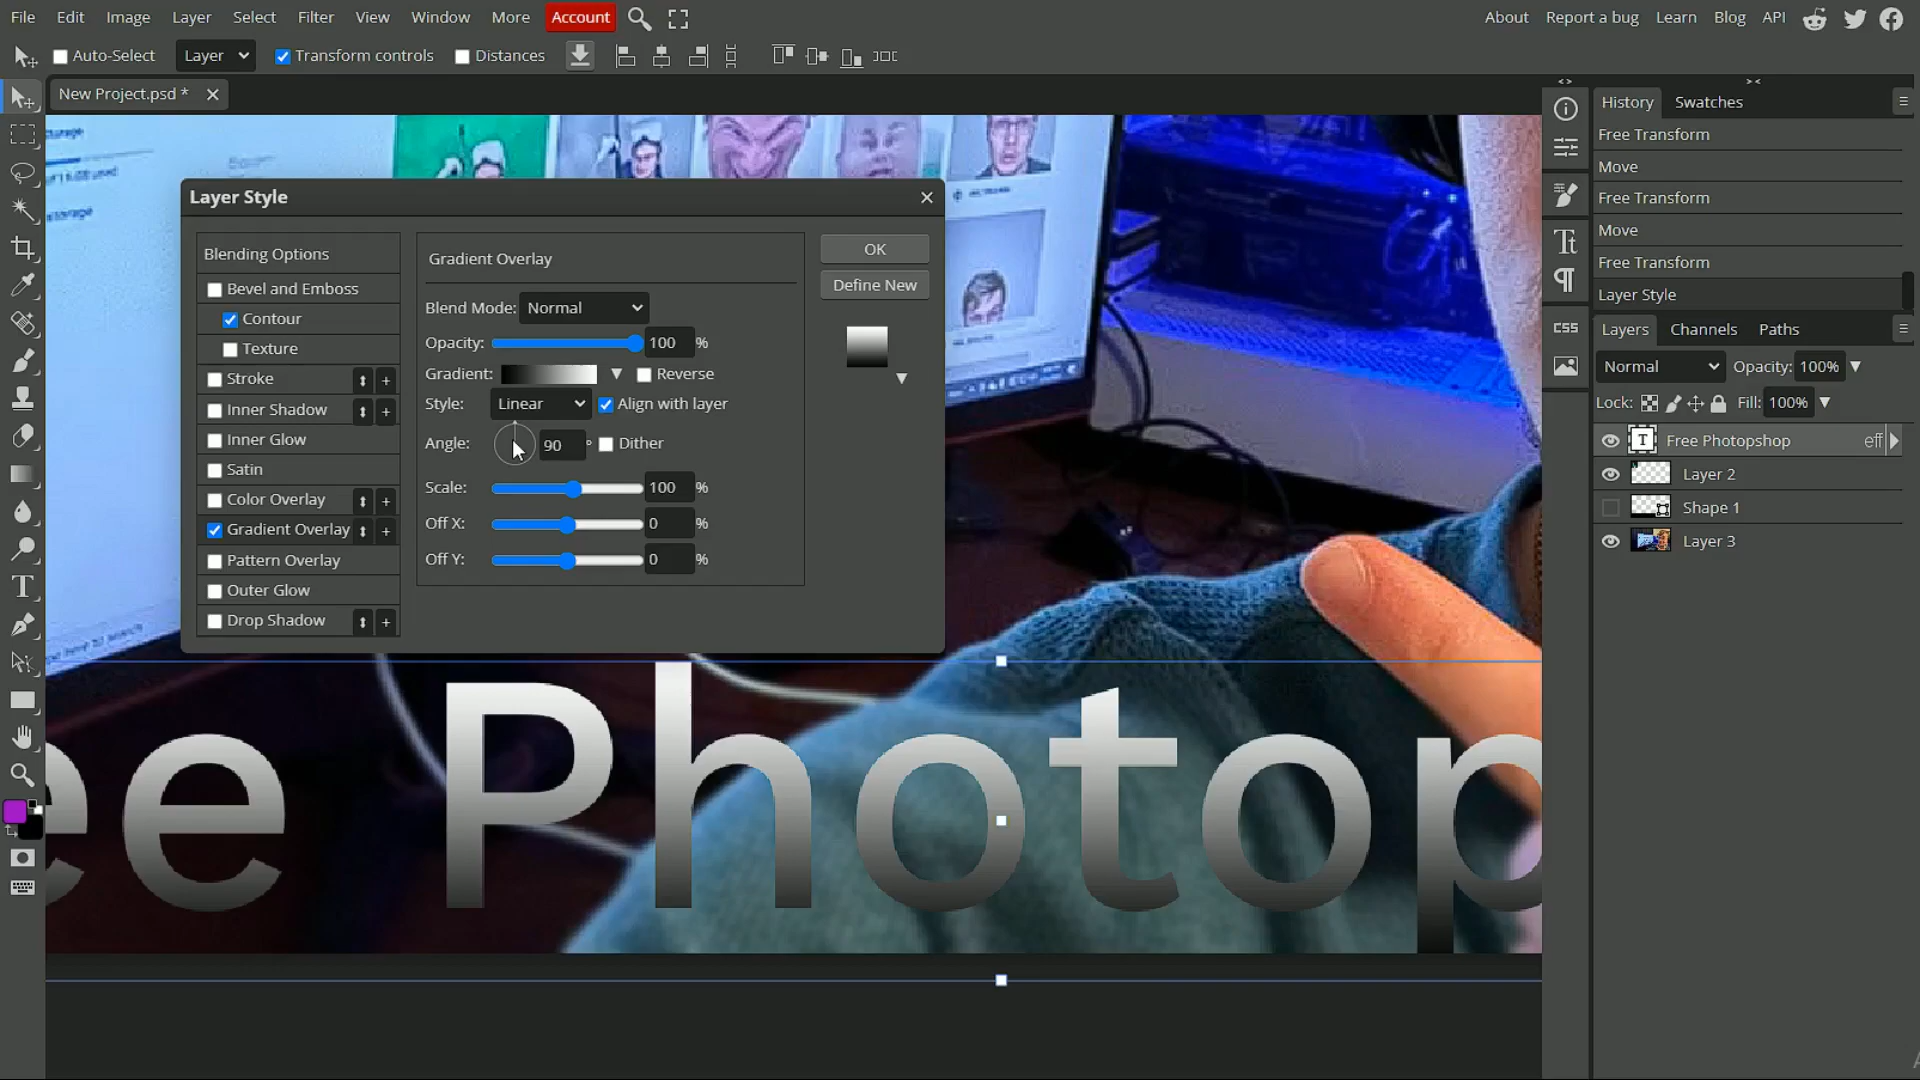 File Edit Image Layer Select Filter View Window More Account About Report a bug Learn Blog API
Auto-Select Layer Transform controls Distances
New Project.psd *
Layer Style
Blending Options
Bevel and Emboss
Contour
Texture
Stroke
Inner Shadow
Inner Glow
Satin
Color Overlay
Gradient Overlay
Pattern Overlay
Outer Glow
Drop Shadow
Gradient Overlay
Blend Mode: Normal
Opacity: 100 %
Gradient: Reverse
Style: Linear Align with layer
Angle: 90 ° Dither
Scale: 100 %
Off X: 0 %
Off Y: 0 %
OK
Define New
CSS
History Swatches
Free Transform
Move
Free Transform
Move
Free Transform
Layer Style
Layers Channels Paths
Normal Opacity: 100%
Lock: Fill: 100%
Free Photopshop eff
Layer 2
Shape 1
Layer 3
ee Photop